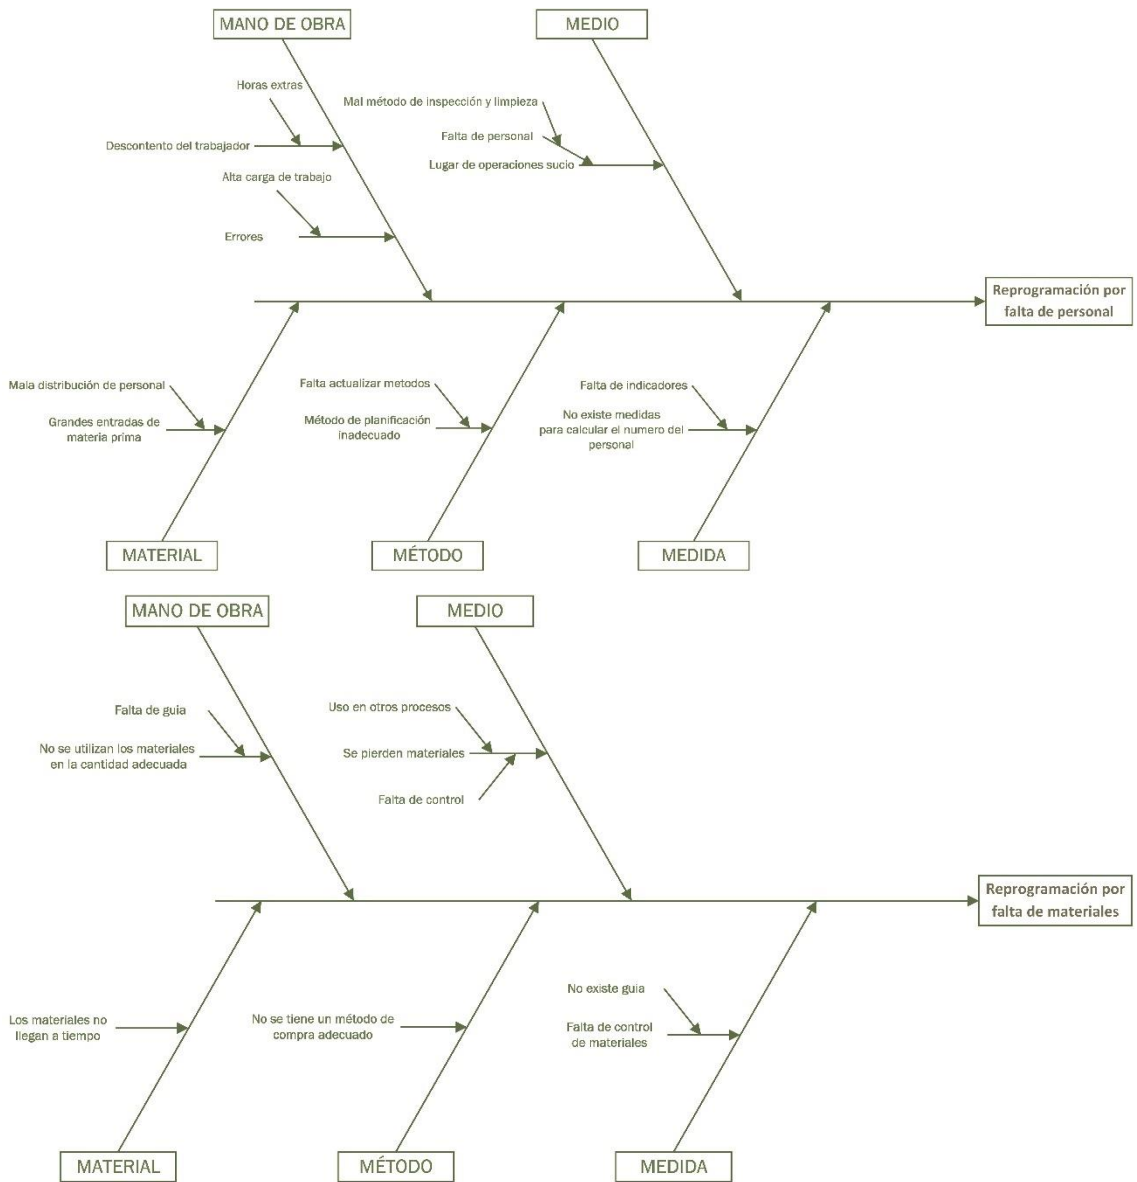 MANO DE OBRA
MEDIO
Horas extras
Mal método de inspección y limpieza
Falta de personal
Descontento del trabajador
Lugar de operaciones sucio
Alta carga de trabajo
Errores
Reprogramación por
falta de personal
Mala distribución de personal
Grandes entradas de
materia prima
Falta actualizar metodos
Método de planificación
inadecuado
Falta de indicadores
No existe medidas
para calcular el numero del
personal
MATERIAL
MÉTODO
MEDIDA
MANO DE OBRA
MEDIO
Falta de guia
No se utilizan los materiales
en la cantidad adecuada
Uso en otros procesos
Se pierden materiales
Falta de control
Reprogramación por
falta de materiales
Los materiales no
llegan a tiempo
No se tiene un método de
compra adecuado
No existe guia
Falta de control
de materiales
MATERIAL
MÉTODO
MEDIDA